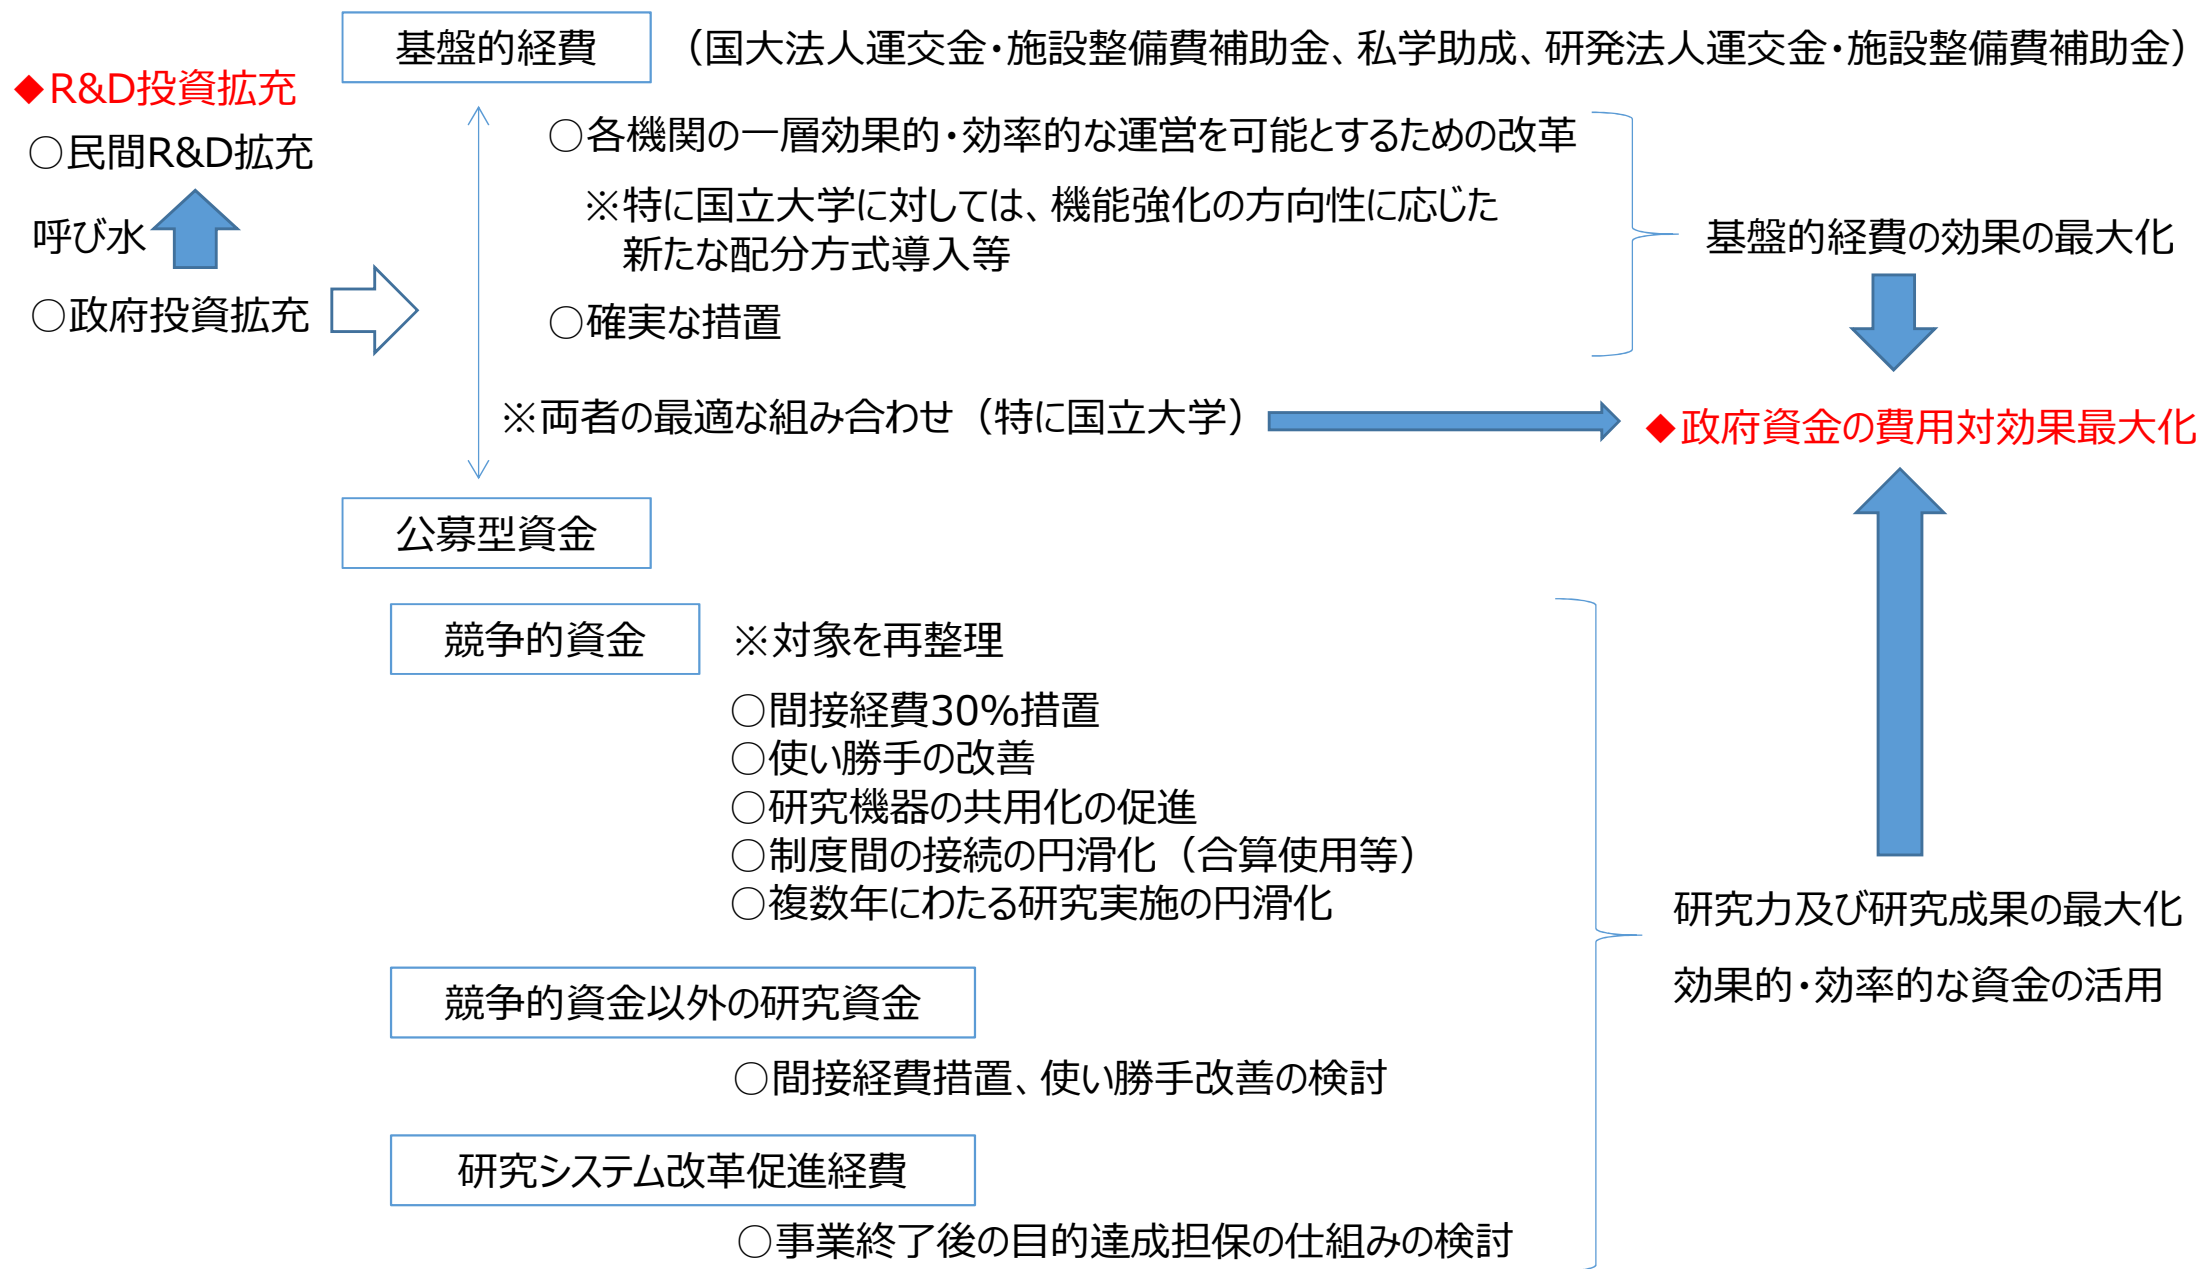 基盤的経費
（国大法人運交金・施設整備費補助金、私学助成、研発法人運交金・施設整備費補助金）
◆R&D投資拡充
○民間R&D拡充
呼び水
○政府投資拡充
○各機関の一層効果的・効率的な運営を可能とするための改革
※特に国立大学に対しては、機能強化の方向性に応じた
新たな配分方式導入等
○確実な措置
基盤的経費の効果の最大化
※両者の最適な組み合わせ（特に国立大学）
◆政府資金の費用対効果最大化
公募型資金
競争的資金
※対象を再整理
○間接経費30%措置
○使い勝手の改善
○研究機器の共用化の促進
○制度間の接続の円滑化（合算使用等）
○複数年にわたる研究実施の円滑化
研究力及び研究成果の最大化
効果的・効率的な資金の活用
競争的資金以外の研究資金
○間接経費措置、使い勝手改善の検討
研究システム改革促進経費
○事業終了後の目的達成担保の仕組みの検討